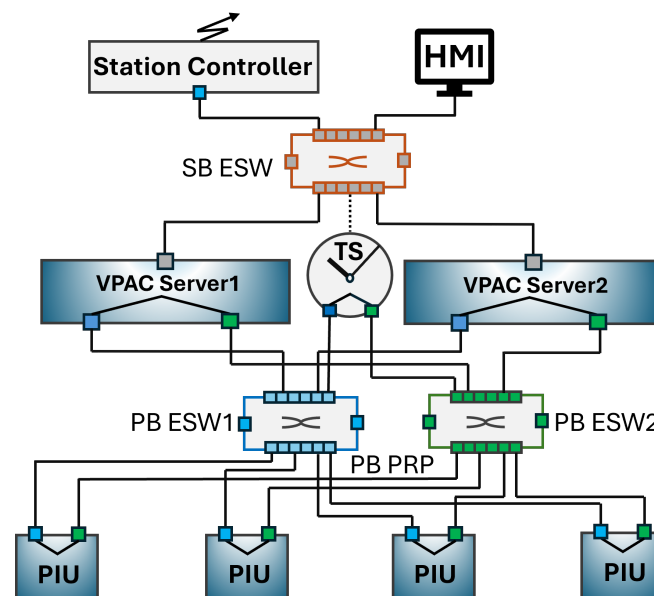 Station Controller
HMI
SB ESW
TS
VPAC Server1
VPAC Server2
PB ESW1
PB ESW2
PB PRP
PIU
PIU
PIU
PIU